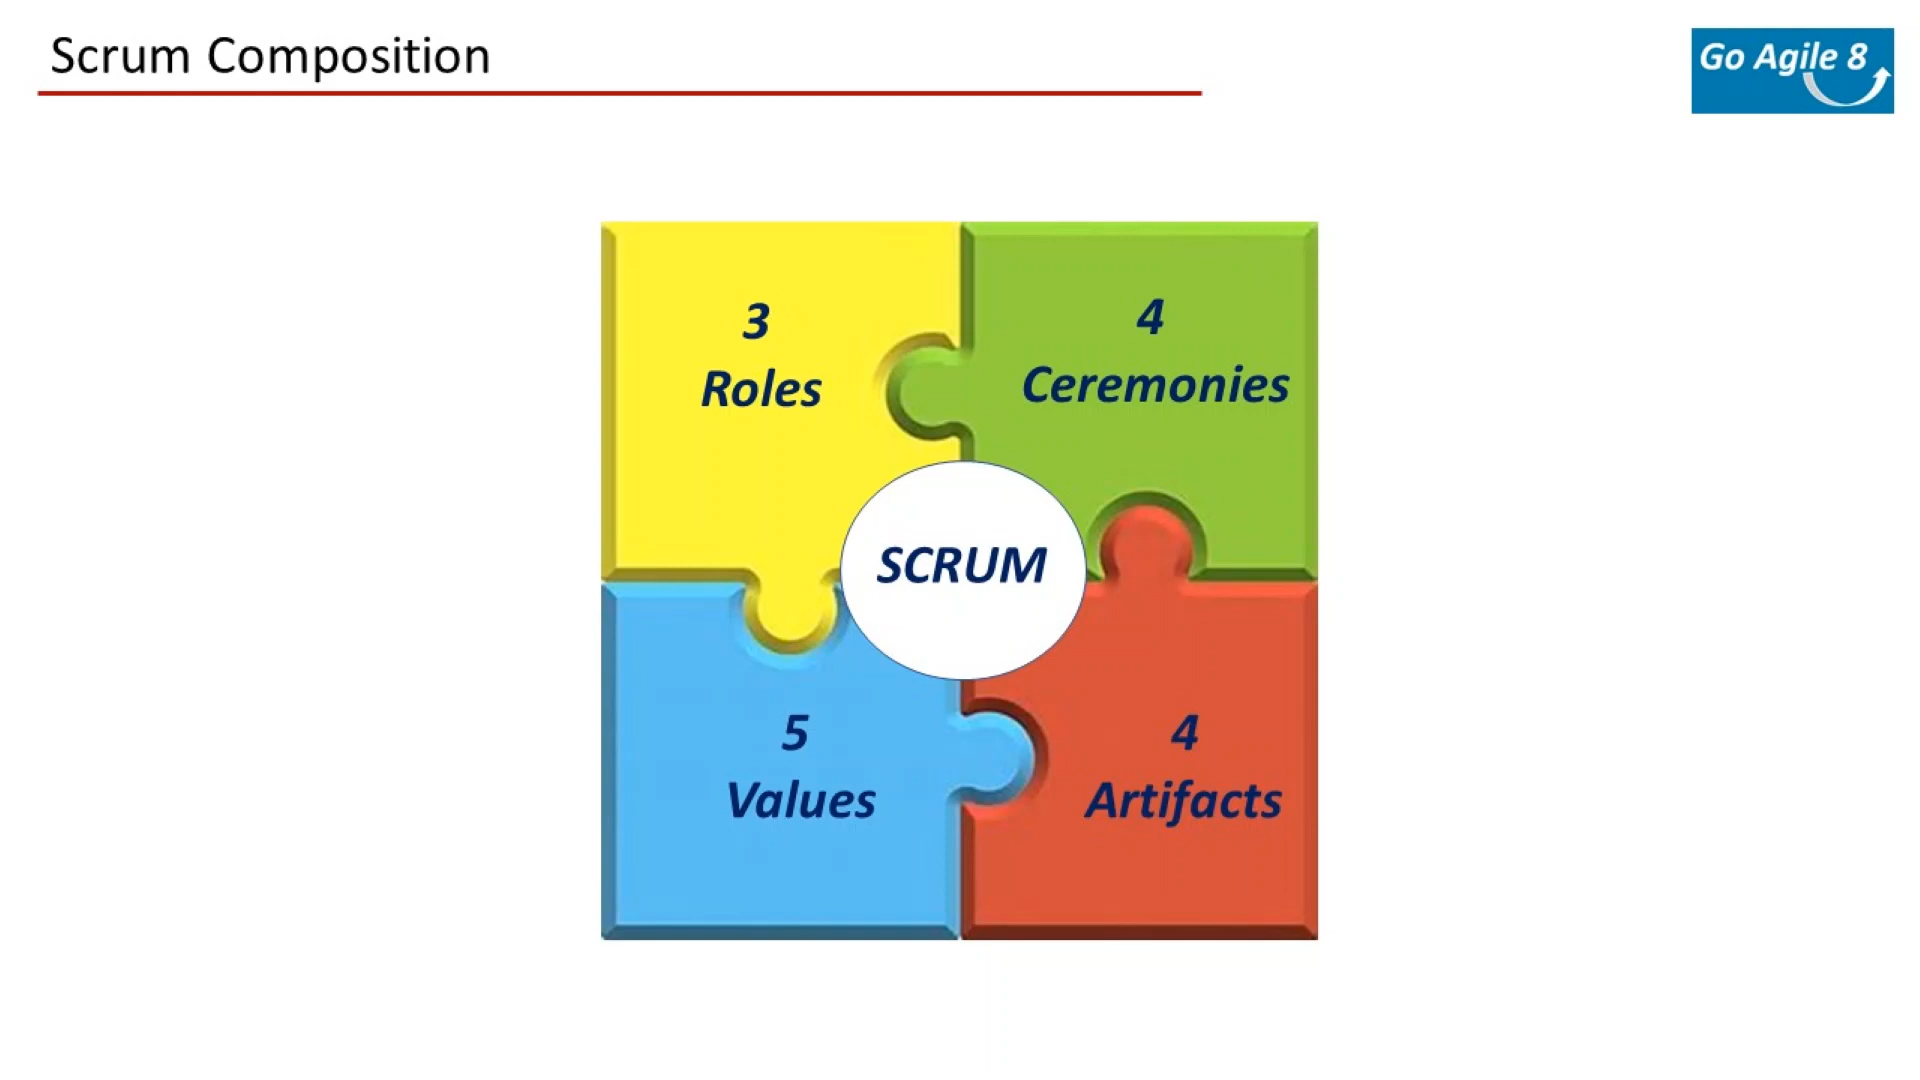 Scrum Composition
Go Agile 8
3
Roles
4
Ceremonies
SCRUM
5
Values
4
Artifacts